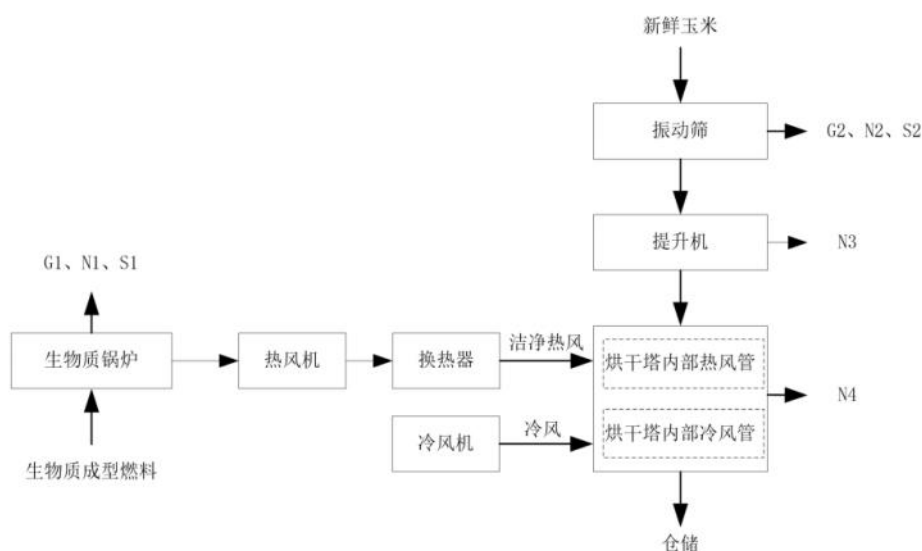 新鲜玉米
振动筛
G2、N2、S2
提升机
N3
G1、N1、S1
生物质锅炉
热风机
换热器
洁净热风
烘干塔内部热风管
N4
冷风机
冷风
烘干塔内部冷风管
生物质成型燃料
仓储